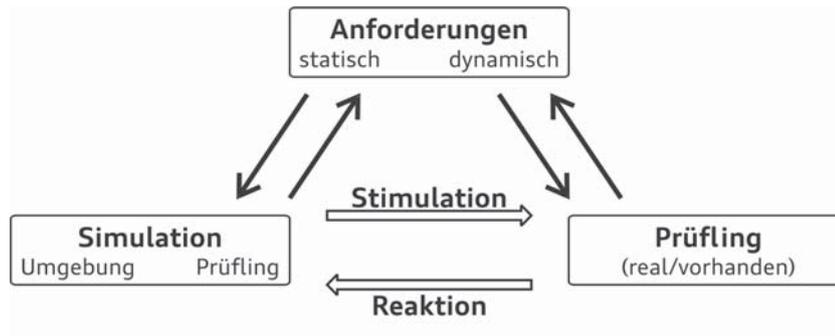 Anforderungen
statisch dynamisch
Stimulation
Simulation
Umgebung Prüfling
Prüfling
(real/vorhanden)
Reaktion